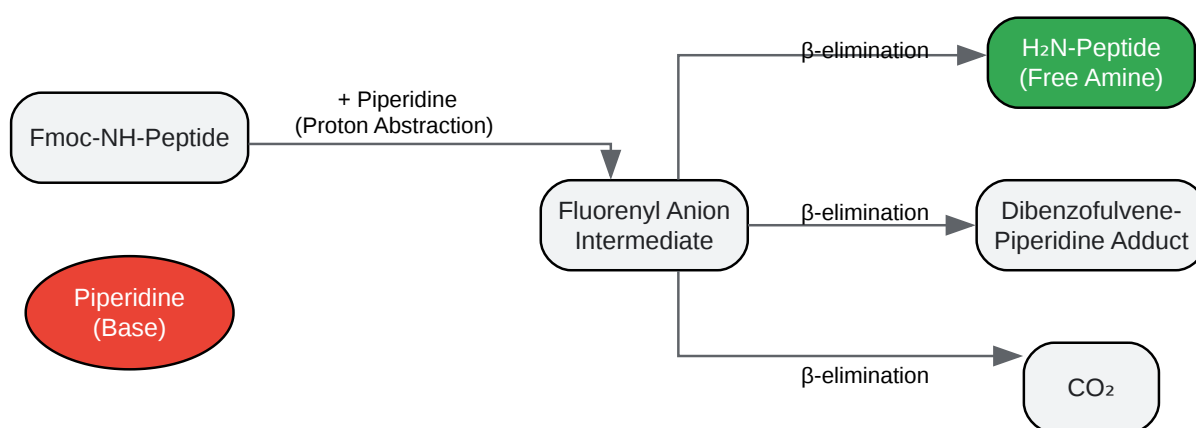 Fmoc-NH-Peptide
+ Piperidine
(Proton Abstraction)
Piperidine
(Base)
Fluorenyl Anion
Intermediate
β-elimination
H₂N-Peptide
(Free Amine)
β-elimination
Dibenzofulvene-
Piperidine Adduct
β-elimination
CO₂